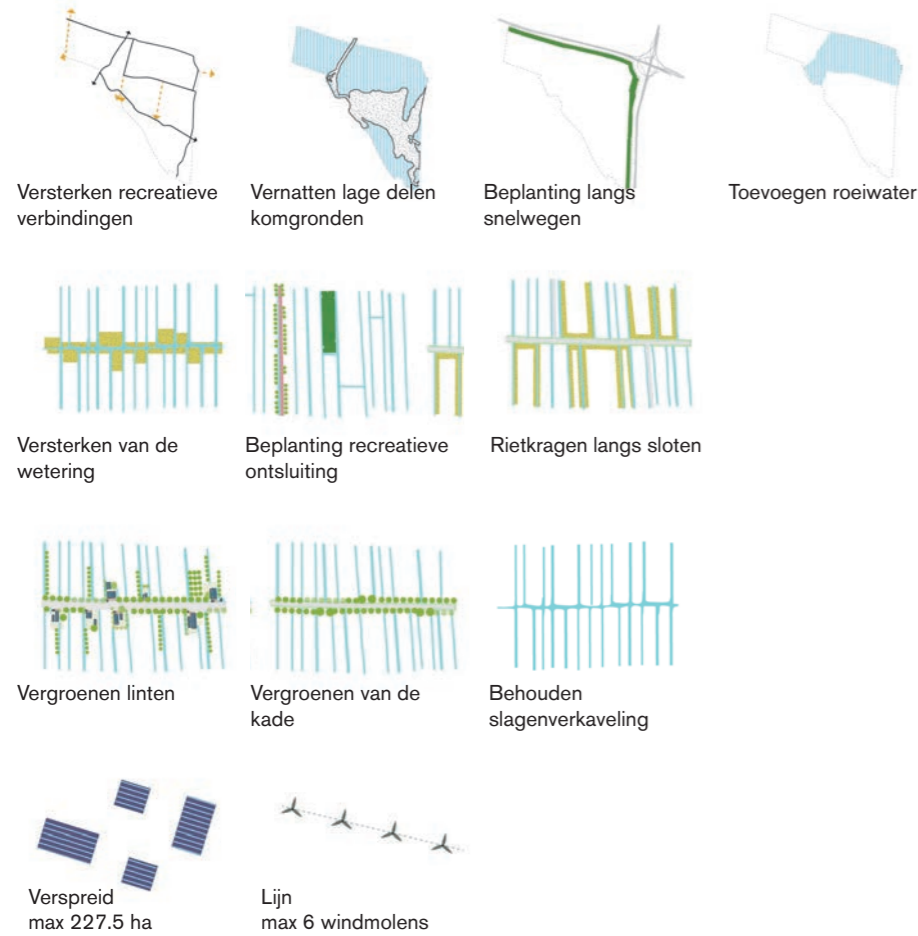 Versterken recreatieve
verbindingen
Vernatten lage delen
komgronden
Beplanting langs
snelwegen
Toevoegen roeiwater
Versterken van de
wetering
Beplanting recreatieve
ontsluiting
Rietkragen langs sloten
Vergroenen linten
Vergroenen van de
kade
Behouden
slagenverkaveling
Verspreid
max 227.5 ha
Lijn
max 6 windmolens